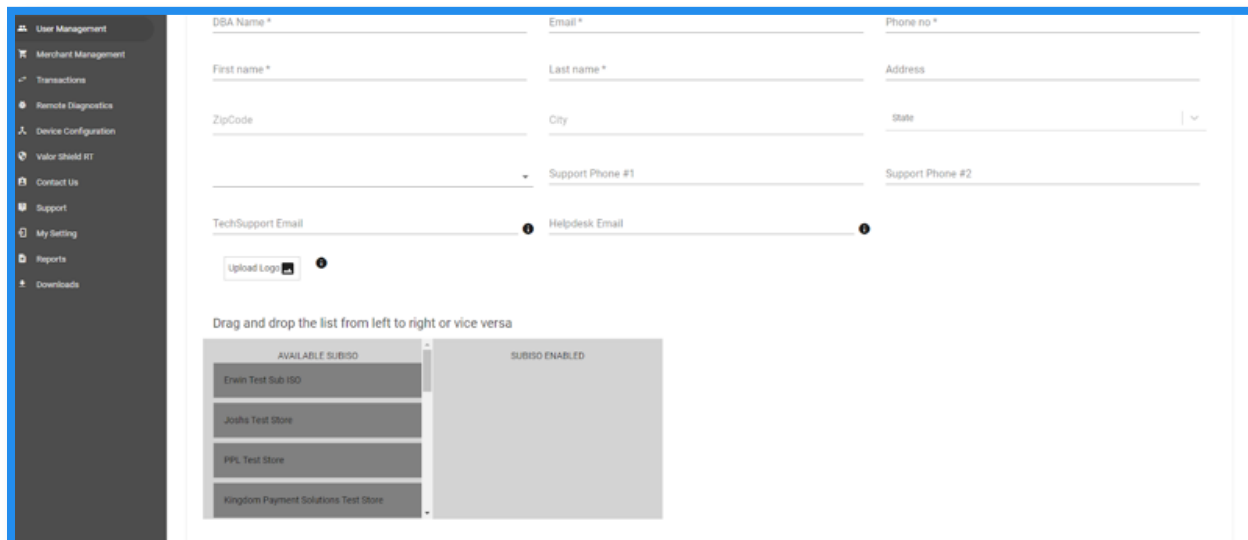 User Management
Merchant Management
Transactions
Remote Diagnostics
Device Configuration
Valor Shield RT
Contact Us
Support
My Setting
Reports
Downloads
DBA Name *
Email *
Phone no *
First name *
Last name *
Address
ZipCode
City
State
Support Phone #1
Support Phone #2
TechSupport Email
Helpdesk Email
Upload Logo
Drag and drop the list from left to right or vice versa
AVAILABLE SUBISO
SUBISO ENABLED
Erwin Test Sub ISO
Joshs Test Store
PPL Test Store
Kingdom Payment Solutions Test Store